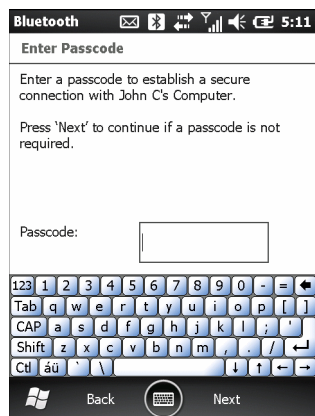 Bluetooth 5:11
Enter Passcode
Enter a passcode to establish a secure
connection with John C's Computer.
Press 'Next' to continue if a passcode is not
required.
Passcode:
123 1 2 3 4 5 6 7 8 9 0 - =
Tab q w e r t y u i o p [ ]
CAP a s d f g h j k l ; '
Shift z x c v b n m , . /
Ctl áü ` \
Back Next